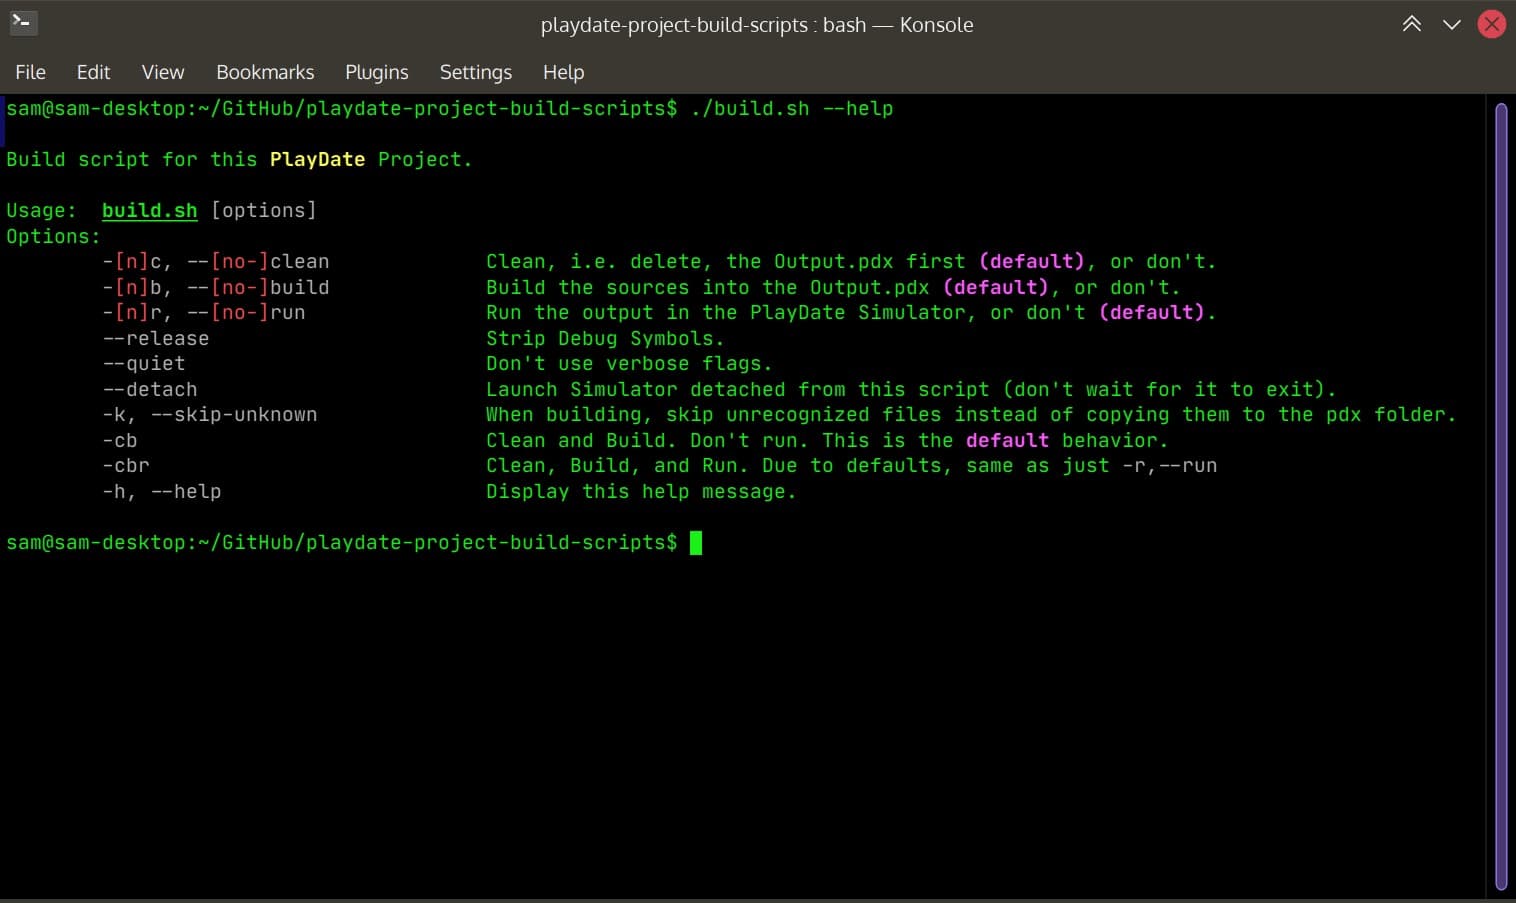 playdate-project-build-scripts : bash — Konsole
File Edit View Bookmarks Plugins Settings Help
sam@sam-desktop:~/GitHub/playdate-project-build-scripts$ ./build.sh --help
Build script for this PlayDate Project.
Usage: build.sh [options]
Options:
-[n]c, --[no-]clean Clean, i.e. delete, the Output.pdx first (default), or don't.
-[n]b, --[no-]build Build the sources into the Output.pdx (default), or don't.
-[n]r, --[no-]run Run the output in the PlayDate Simulator, or don't (default).
--release Strip Debug Symbols.
--quiet Don't use verbose flags.
--detach Launch Simulator detached from this script (don't wait for it to exit).
-k, --skip-unknown When building, skip unrecognized files instead of copying them to the pdx folder.
-cb Clean and Build. Don't run. This is the default behavior.
-cbr Clean, Build, and Run. Due to defaults, same as just -r,--run
-h, --help Display this help message.
sam@sam-desktop:~/GitHub/playdate-project-build-scripts$